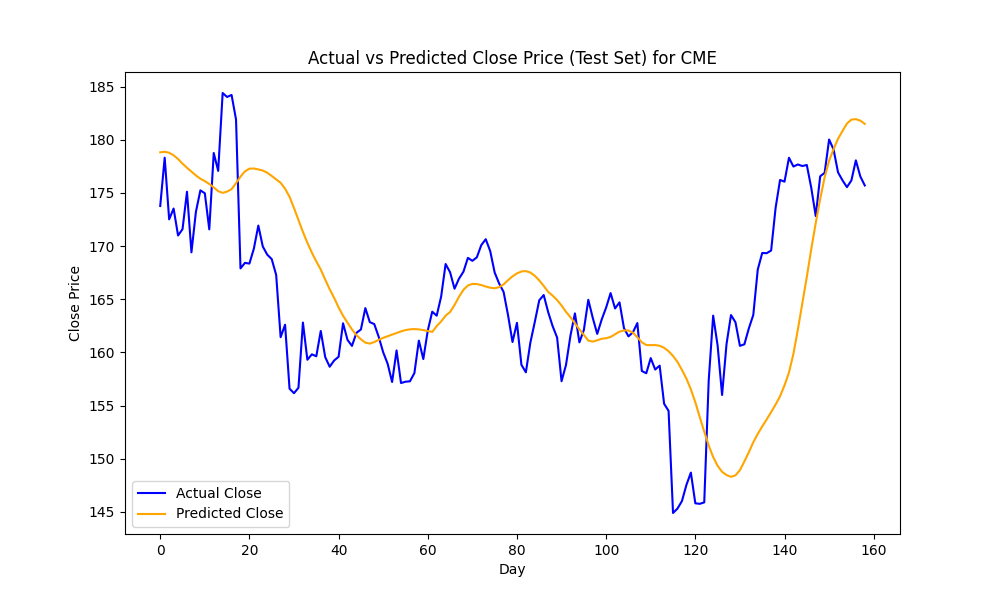 Actual vs Predicted Close Price (Test Set) for CME
Close Price
185
180
175
170
165
160
155
150
145
Actual Close
Predicted Close
0 20 40 60 80 100 120 140 160
Day